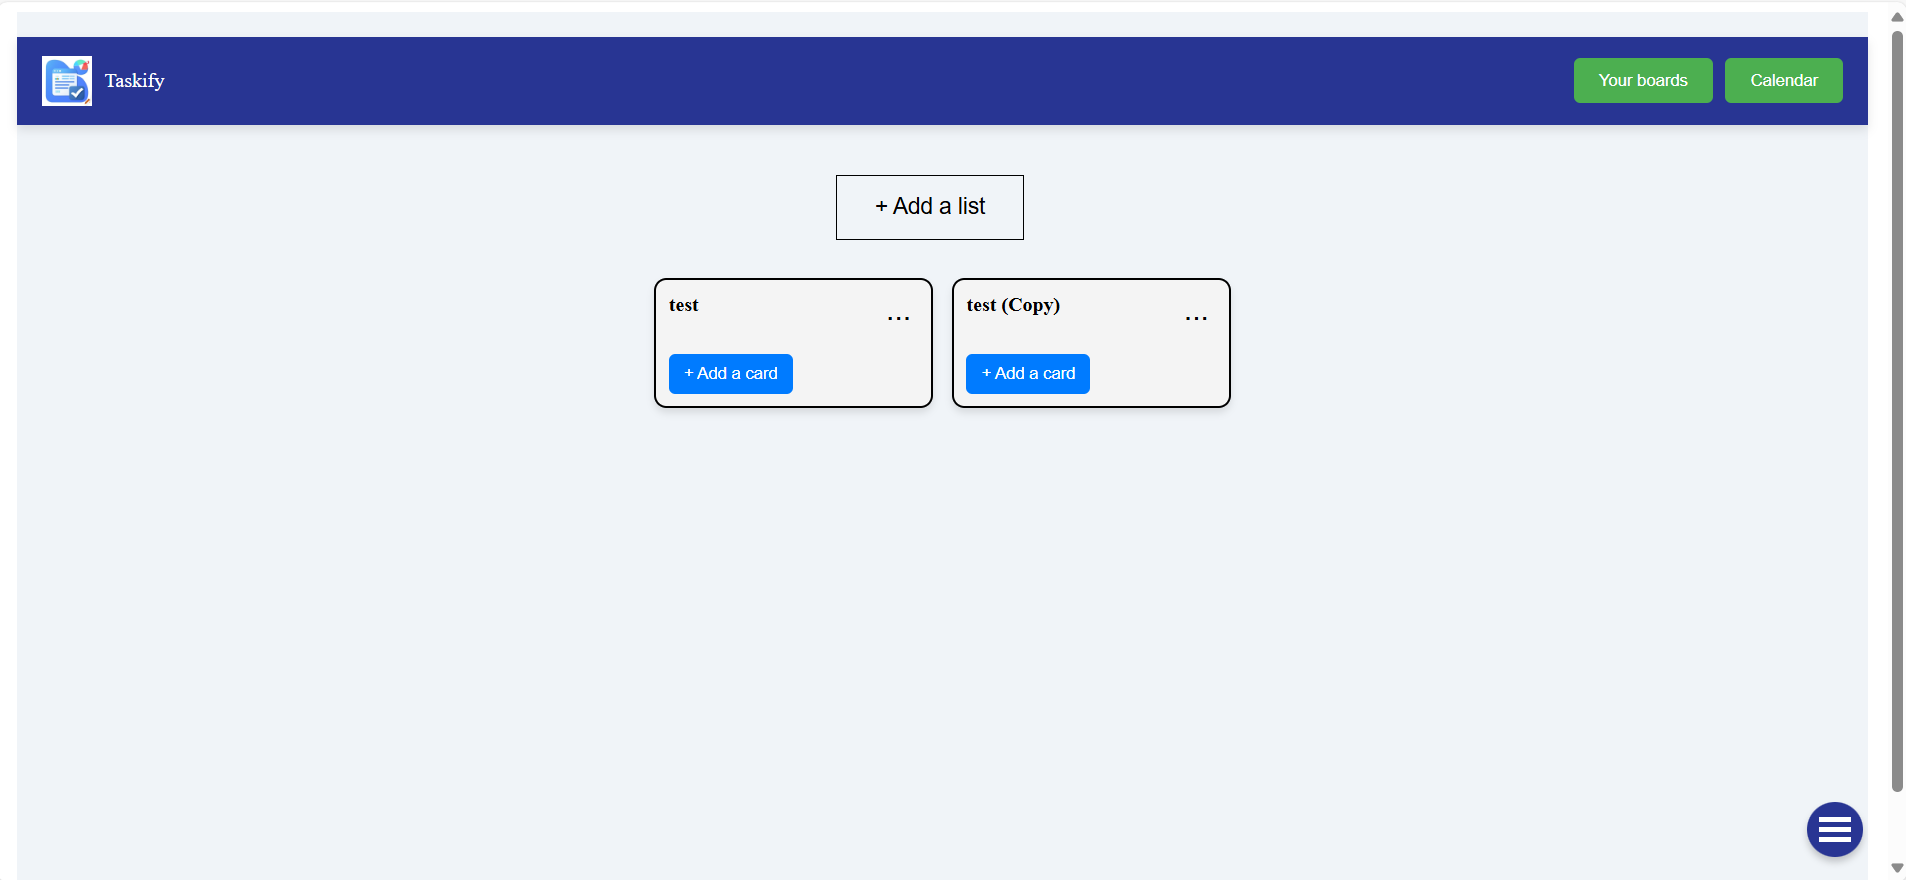 Taskify
Your boards
Calendar
+ Add a list
test
...
test (Copy)
...
+ Add a card
+ Add a card